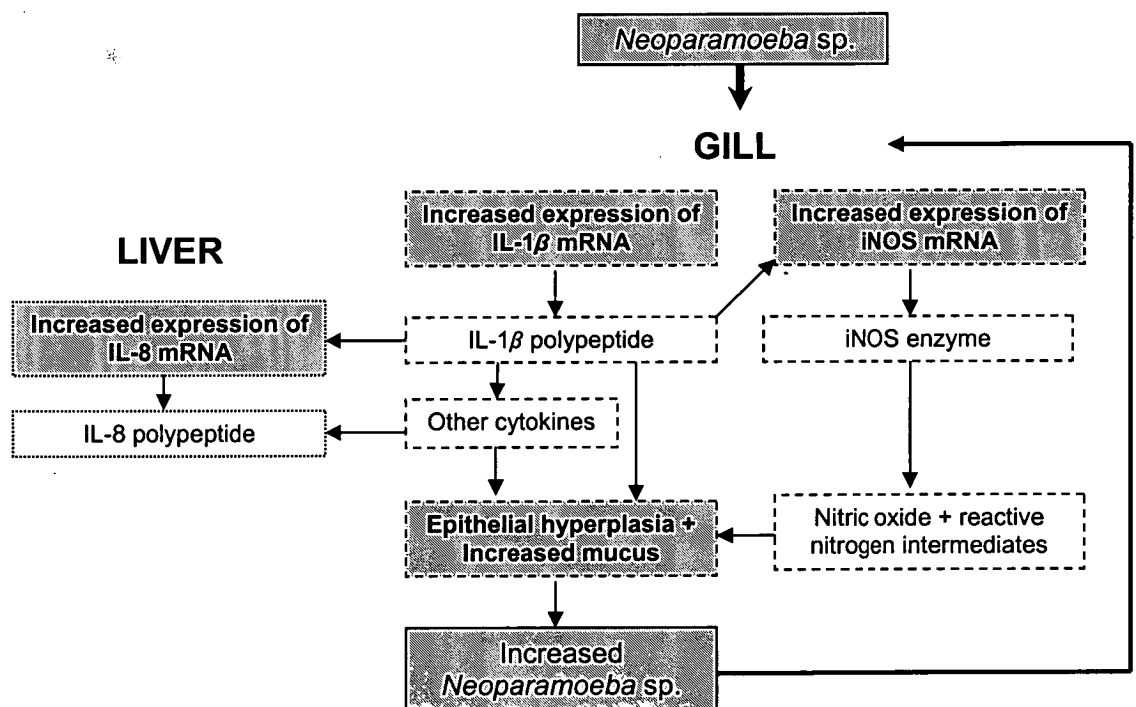 Neoparamoeba sp.
GILL
Increased expression of
IL-1β mRNA
Increased expression of
iNOS mRNA
LIVER
Increased expression of
IL-8 mRNA
IL-1β polypeptide
iNOS enzyme
IL-8 polypeptide
Other cytokines
Epithelial hyperplasia +
Increased mucus
Nitric oxide + reactive
nitrogen intermediates
Increased
Neoparamoeba sp.